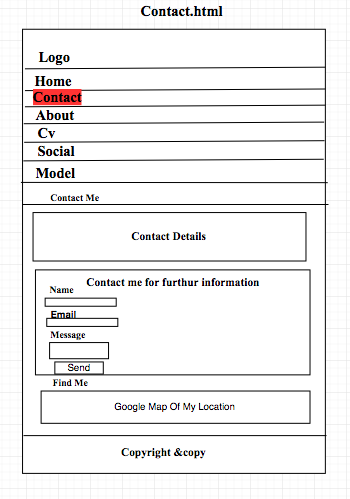 Contact.html
Logo
Home
Contact
About
Cv
Social
Model
Contact Me
Contact Details
Contact me for furthur information
Name
Email
Message
Send
Find Me
Google Map Of My Location
Copyright &copy